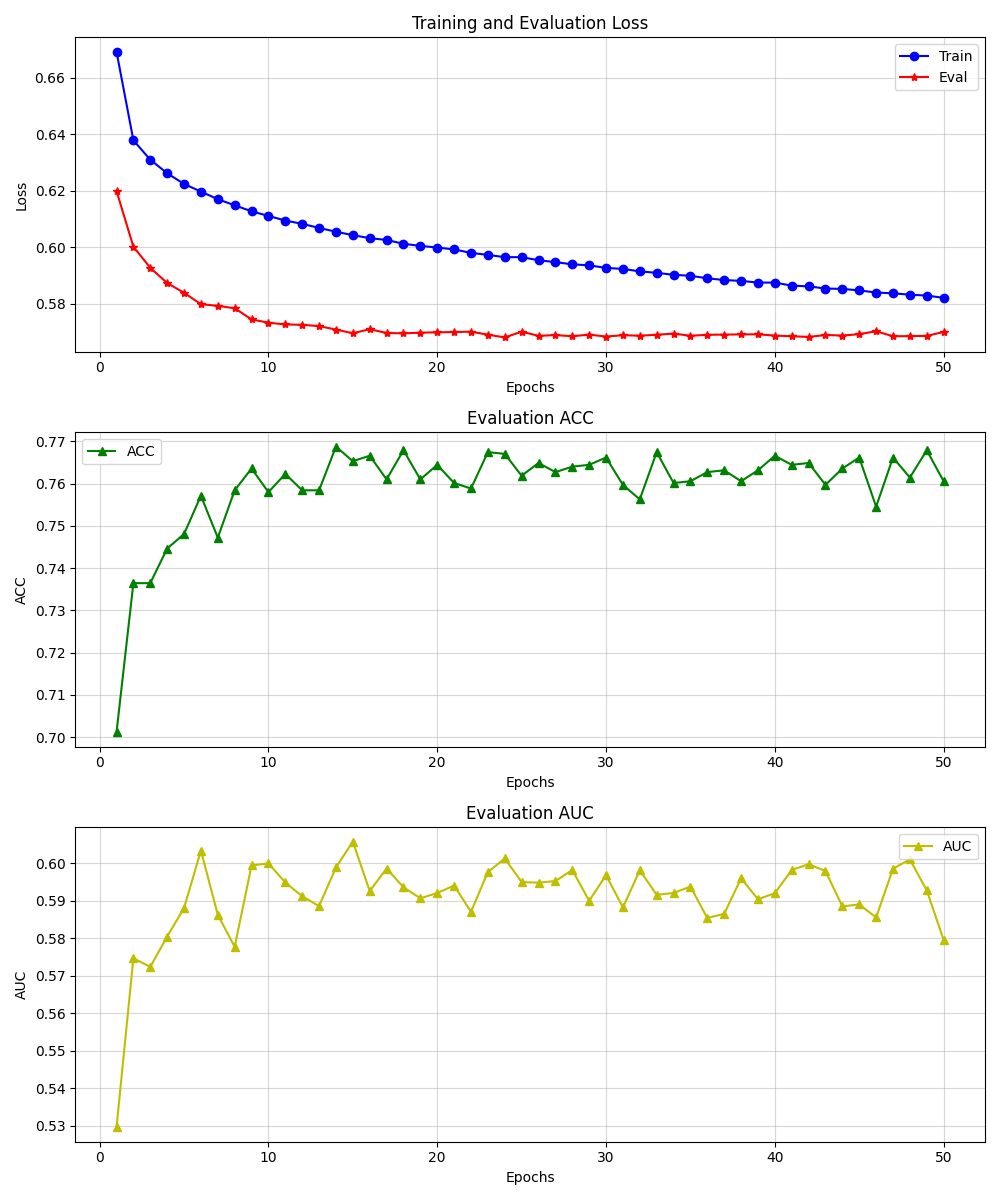 Training and Evaluation Loss
Train
Eval
0.66
0.64
0.62
0.60
0.58
Loss
0 10 20 30 40 50
Epochs
Evaluation ACC
ACC
0.77
0.76
0.75
0.74
0.73
0.72
0.71
0.70
ACC
0 10 20 30 40 50
Epochs
Evaluation AUC
AUC
0.60
0.59
0.58
0.57
0.56
0.55
0.54
0.53
AUC
0 10 20 30 40 50
Epochs